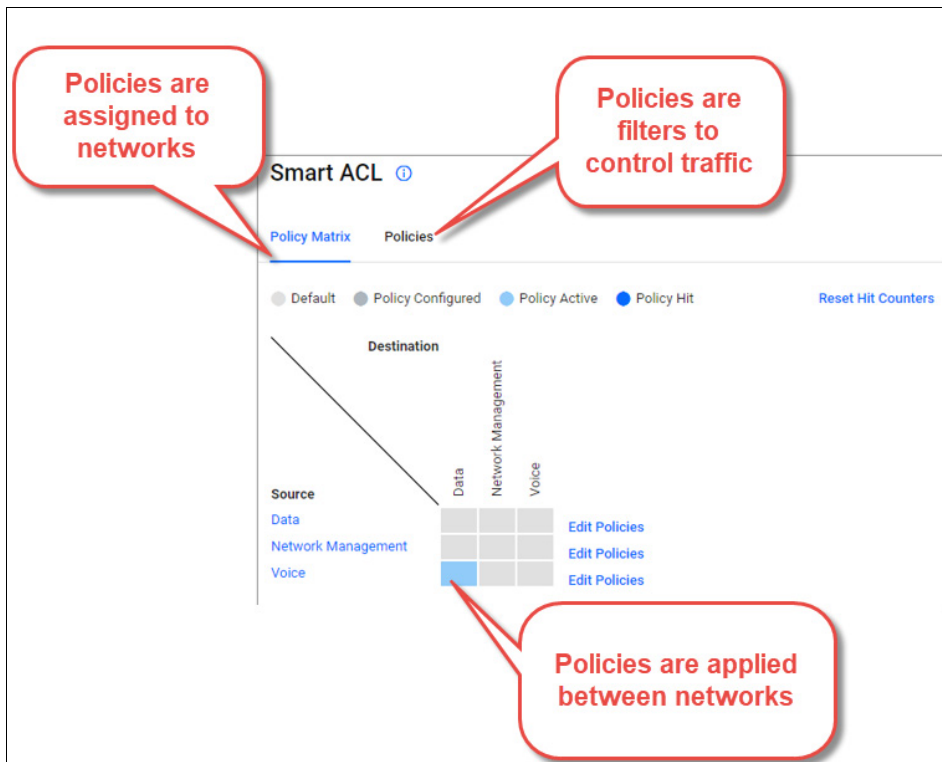 Policies are
assigned to
networks
Policies are
filters to
control traffic
Smart ACL
Policy Matrix Policies
Default Policy Configured Policy Active Policy Hit Reset Hit Counters
Destination
Data
Network Management
Voice
Source
Data Edit Policies
Network Management Edit Policies
Voice Edit Policies
Policies are applied
between networks